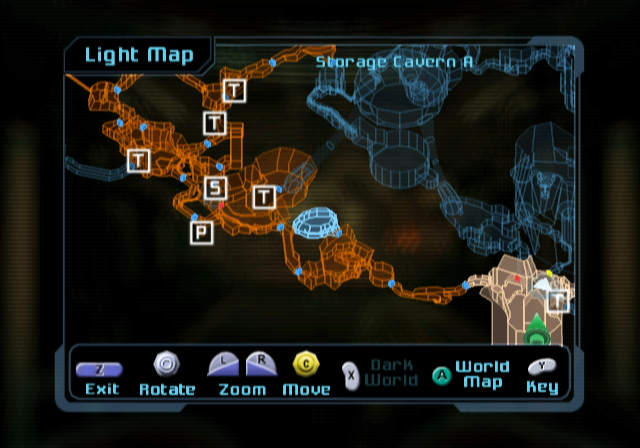 Light Map
Storage Cavern A
T
T
T
S
T
P
T
Z
L R
C
X
Dark World
A
World Map
Y
Exit
Rotate
Zoom
Move
Key